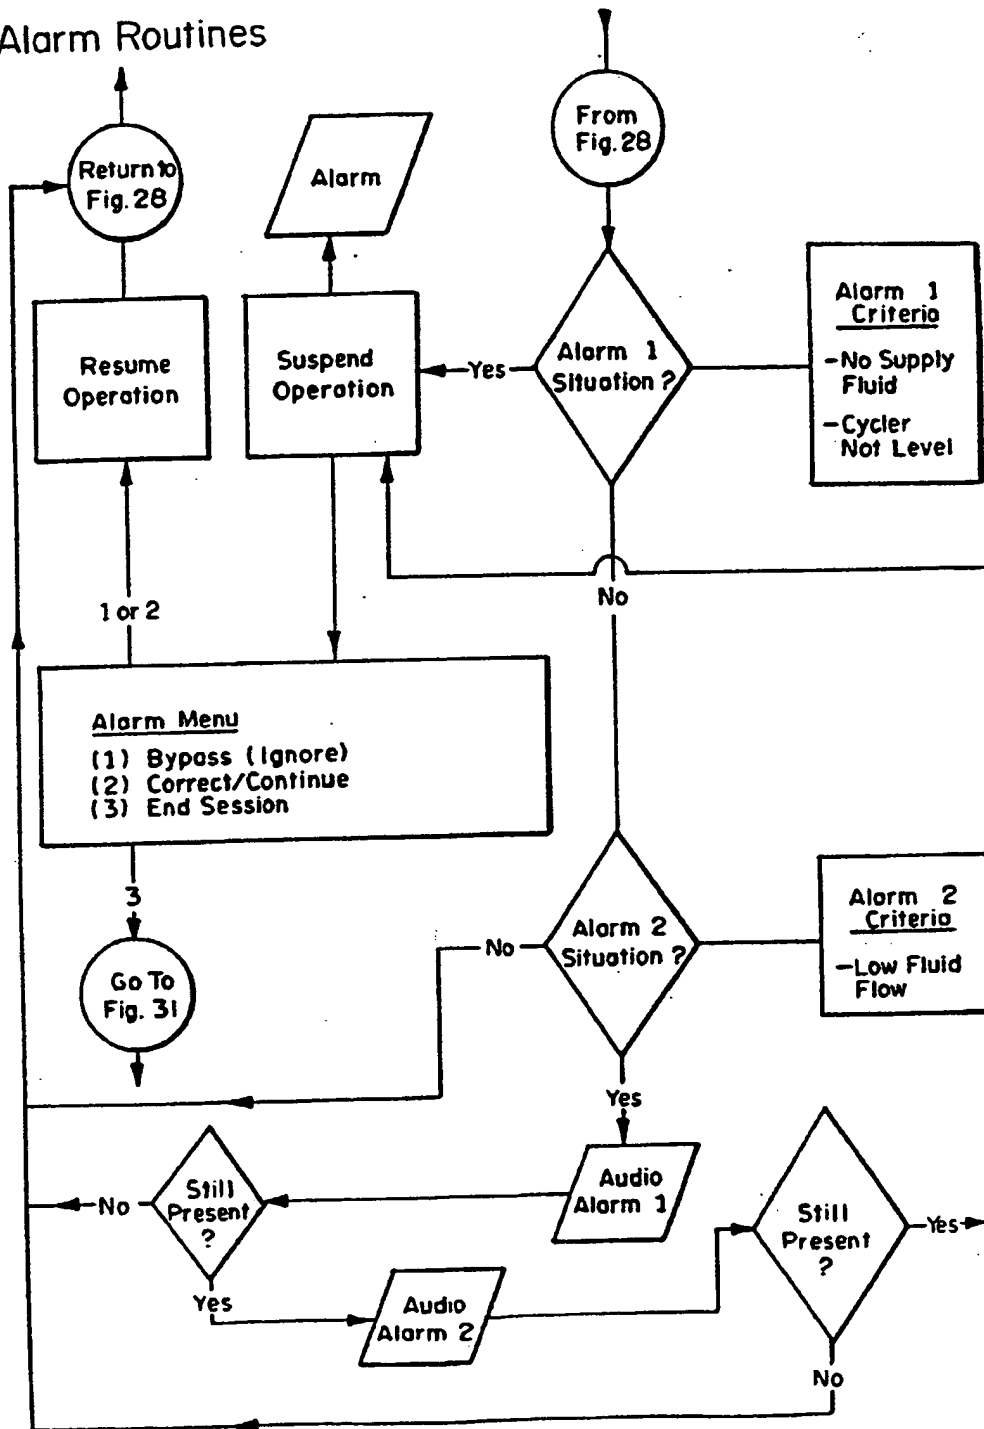 Alarm Routines
From
Fig. 28
Return to
Fig. 28
Alarm
Resume
Operation
Suspend
Operation
Yes
Alarm 1
Situation ?
Alarm 1
Criteria
-No Supply
Fluid
-Cycler
Not Level
No
1 or 2
Alarm Menu
(1) Bypass (Ignore)
(2) Correct/Continue
(3) End Session
3
Go To
Fig. 31
No
Alarm 2
Situation ?
Alarm 2
Criteria
-Low Fluid
Flow
Yes
Audio
Alarm 1
Still
Present
?
No
Yes
Audio
Alarm 2
Still
Present
?
Yes
No